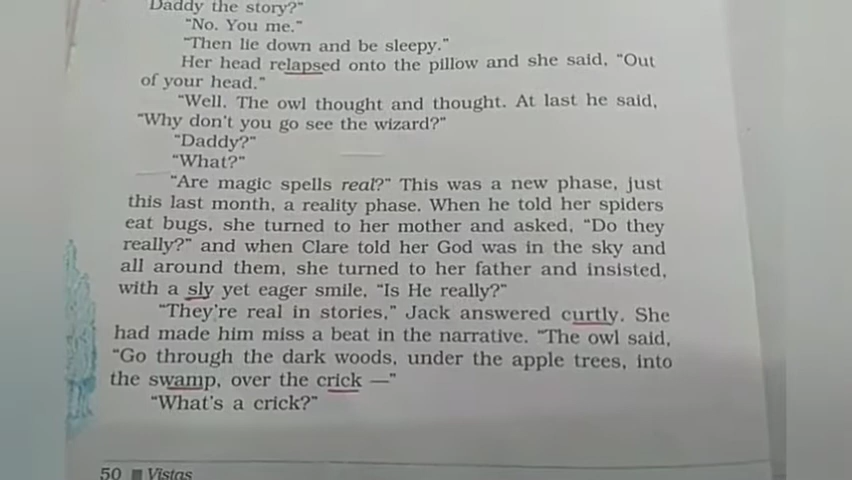 Daddy the story?"
"No. You me."
"Then lie down and be sleepy."
Her head relapsed onto the pillow and she said, "Out
of your head."
"Well. The owl thought and thought. At last he said,
"Why don't you go see the wizard?"
"Daddy?"
"What?"
"Are magic spells real?" This was a new phase, just
this last month, a reality phase. When he told her spiders
eat bugs, she turned to her mother and asked, "Do they
really?" and when Clare told her God was in the sky and
all around them, she turned to her father and insisted,
with a sly yet eager smile, "Is He really?"
"They're real in stories," Jack answered curtly. She
had made him miss a beat in the narrative. "The owl said,
"Go through the dark woods, under the apple trees, into
the swamp, over the crick —"
"What's a crick?"
50 ■ Vistas